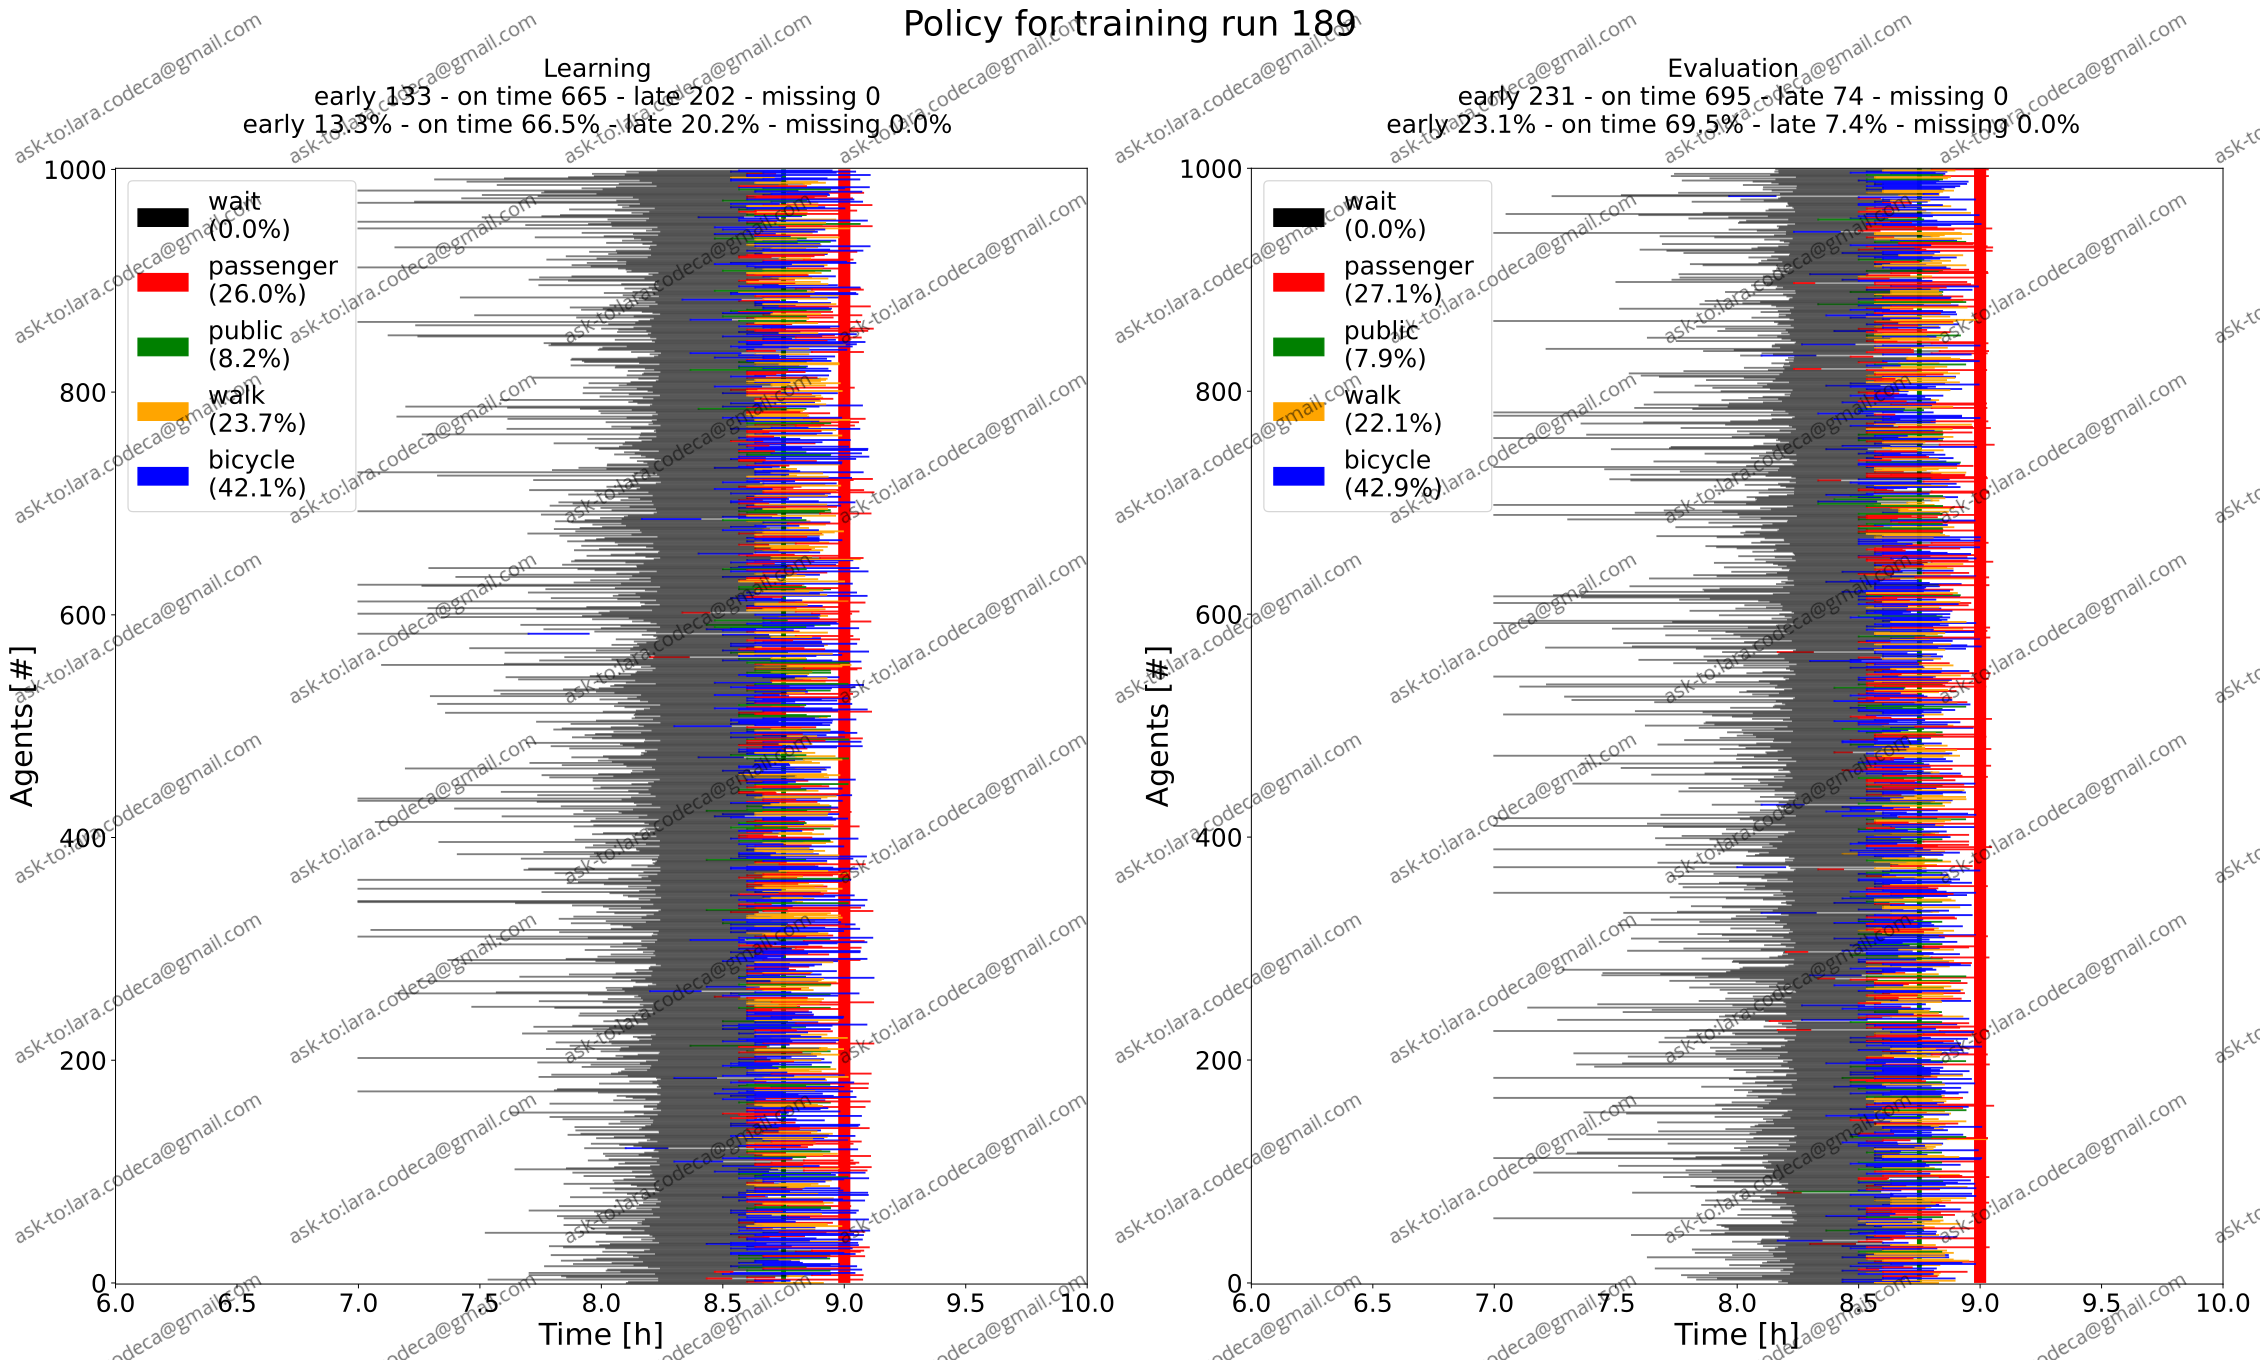 Policy for training run 189
Learning
early 133 - on time 665 - late 202 - missing 0
early 13.3% - on time 66.5% - late 20.2% - missing 0.0%
1000
800
600
400
200
0
Agents [#]
wait
(0.0%)
passenger
(26.0%)
public
(8.2%)
walk
(23.7%)
bicycle
(42.1%)
6.0 6.5 7.0 7.5 8.0 8.5 9.0 9.5 10.0
Time [h]
Evaluation
early 231 - on time 695 - late 74 - missing 0
early 23.1% - on time 69.5% - late 7.4% - missing 0.0%
1000
800
600
400
200
0
Agents [#]
wait
(0.0%)
passenger
(27.1%)
public
(7.9%)
walk
(22.1%)
bicycle
(42.9%)
6.0 6.5 7.0 7.5 8.0 8.5 9.0 9.5 10.0
Time [h]
ask-to:lara.codeca@gmail.com